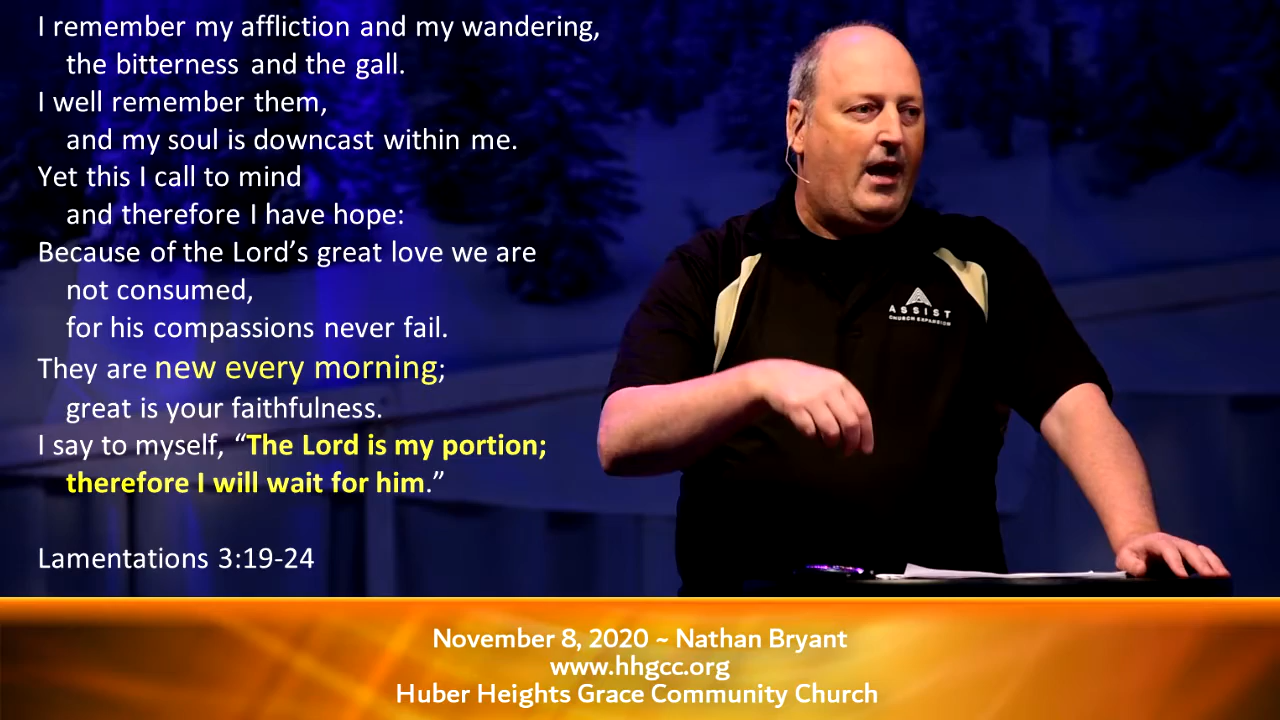 I remember my affliction and my wandering,
the bitterness and the gall.
I well remember them,
and my soul is downcast within me.
Yet this I call to mind
and therefore I have hope:
Because of the Lord’s great love we are
not consumed,
for his compassions never fail.
They are new every morning;
great is your faithfulness.
I say to myself, “The Lord is my portion;
therefore I will wait for him.”
Lamentations 3:19-24
ASSIST
CHURCH EXPANSION
November 8, 2020 ~ Nathan Bryant
www.hhgcc.org
Huber Heights Grace Community Church